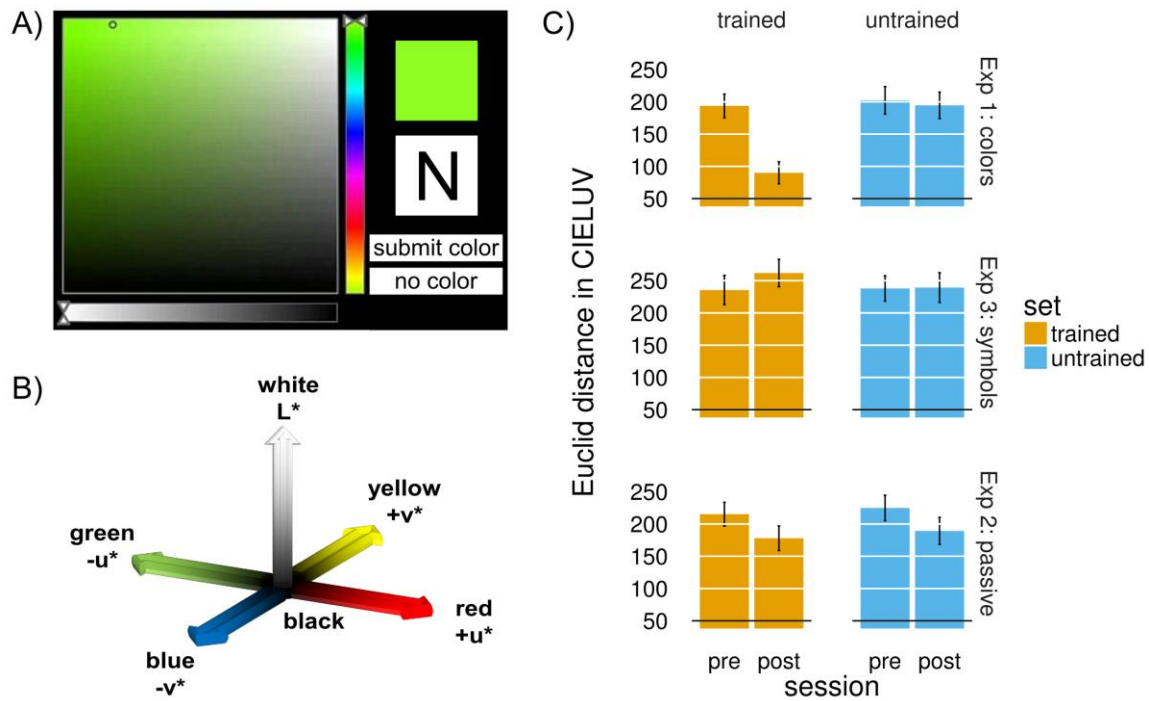 A)
N
submit color
no color
B)
white
L*
yellow
+v*
green
-u*
black
red
+u*
blue
-v*
C)
trained
untrained
Euclid distance in CIELUV
250
200
150
100
50
Exp 1: colors
250
200
150
100
50
Exp 3: symbols
250
200
150
100
50
Exp 2: passive
pre post
pre post
session
set
trained
untrained